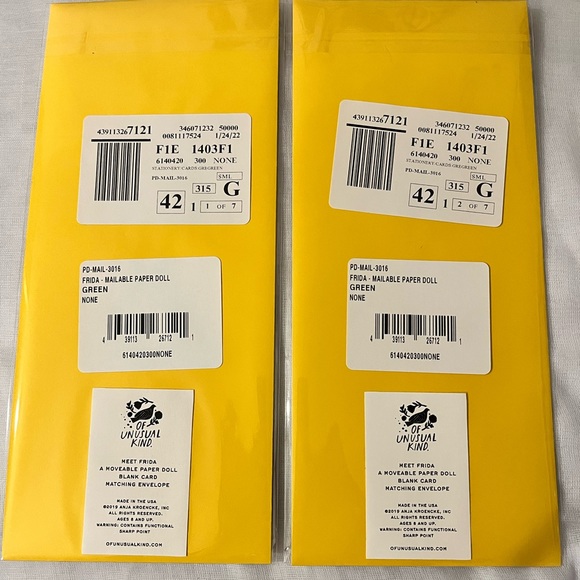 439113267121
346071232 50000
0081117524 1/24/22
F1E 1403F1
6140420 300 NONE
STATIONERY/CARDS GREGREEN
PD-MAIL-3016
SML
42 315 G
1 1 OF 7
PD-MAIL-3016
FRIDA - MAILABLE PAPER DOLL
GREEN
NONE
4 39113 26712 1
6140420300NONE
OF
UNUSUAL
KIND.
MEET FRIDA
A MOVEABLE PAPER DOLL
BLANK CARD
MATCHING ENVELOPE
MADE IN THE USA
©2019 ANJA KROENCKE, INC
ALL RIGHTS RESERVED.
AGES 8 AND UP.
WARNING: CONTAINS FUNCTIONAL
SHARP POINT
OFUNUSUALKIND.COM
439113267121
346071232 50000
0081117524 1/24/22
F1E 1403F1
6140420 300 NONE
STATIONERY/CARDS GREGREEN
PD-MAIL-3016
SML
42 315 G
1 2 OF 7
PD-MAIL-3016
FRIDA - MAILABLE PAPER DOLL
GREEN
NONE
4 39113 26712 1
6140420300NONE
OF
UNUSUAL
KIND.
MEET FRIDA
A MOVEABLE PAPER DOLL
BLANK CARD
MATCHING ENVELOPE
MADE IN THE USA
©2019 ANJA KROENCKE, INC
ALL RIGHTS RESERVED.
AGES 8 AND UP.
WARNING: CONTAINS FUNCTIONAL
SHARP POINT
OFUNUSUALKIND.COM